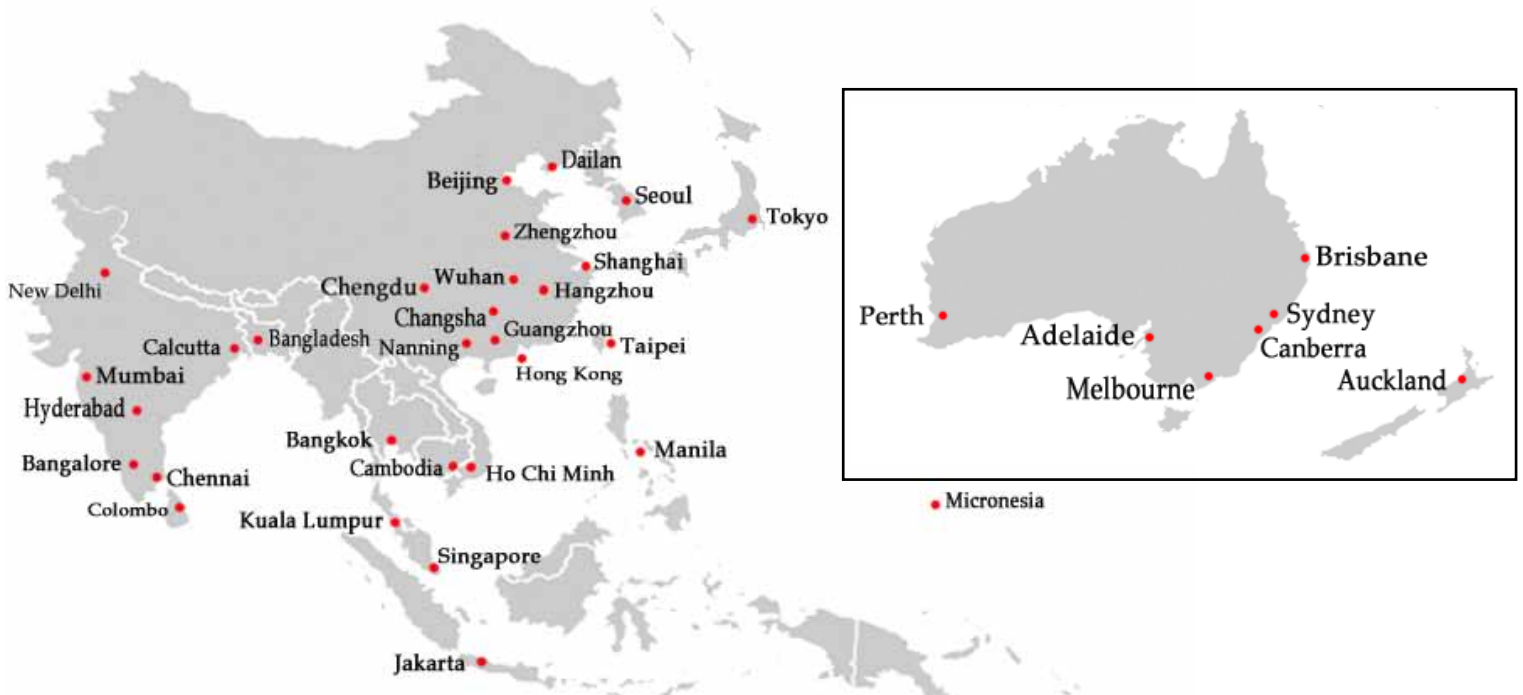 Dailan
Beijing
Seoul
Tokyo
Zhengzhou
Shanghai
Wuhan
Chengdu
Hangzhou
New Delhi
Changsha
Guangzhou
Bangladesh
Calcutta
Nanning
Taipei
Hong Kong
Mumbai
Hyderabad
Bangkok
Manila
Bangalore
Cambodia
Ho Chi Minh
Chennai
Colombo
Kuala Lumpur
Singapore
Jakarta
Brisbane
Perth
Sydney
Adelaide
Canberra
Auckland
Melbourne
Micronesia